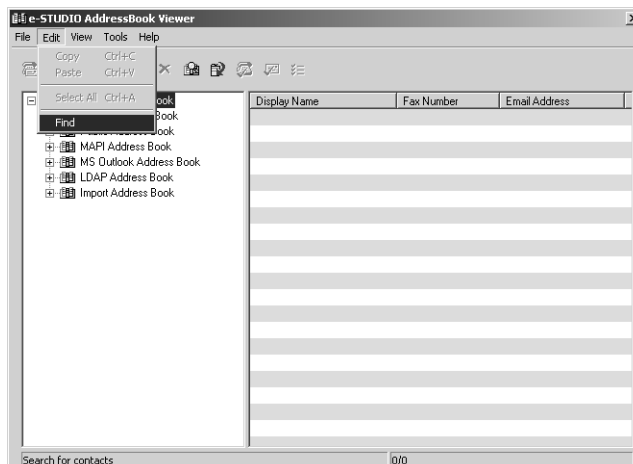 e-STUDIO AddressBook Viewer
File Edit View Tools Help
Copy Ctrl+C
Paste Ctrl+V
Select All Ctrl+A
Find
ook
Book
Address Book
MAPI Address Book
MS Outlook Address Book
LDAP Address Book
Import Address Book
Display Name Fax Number Email Address
Search for contacts 0/0